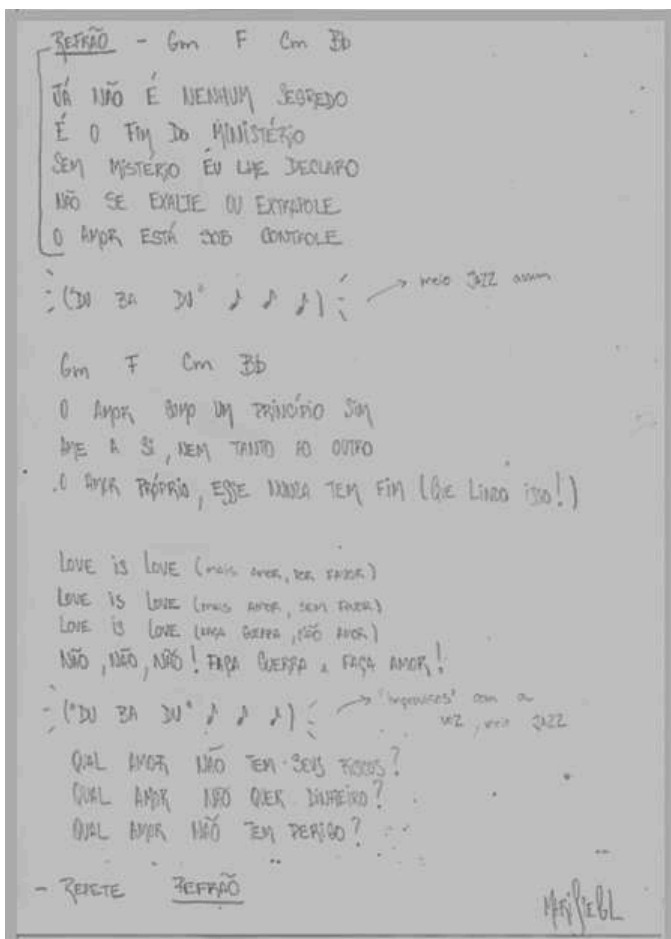 REFRÃO - Gm F Cm Bb
JÁ NÃO É NENHUM SEGREDO
É O FIM DO MINISTÉRIO
SEM MISTÉRIO EU LHE DECLARO
NÃO SE EXALTE OU EXTRAPOLE
O AMOR ESTÁ SOB CONTROLE
("DU BA DU" ♪ ♪ ♪) → meio JAZZ assim
Gm F Cm Bb
O AMOR COMO UM PRINCÍPIO SIM
AME A SI, NEM TANTO AO OUTRO
O AMOR PRÓPRIO, ESSE NUNCA TEM FIM (QUE LINDO ISSO!)
LOVE IS LOVE (mais AMOR, POR FAVOR)
LOVE IS LOVE (mais AMOR, SEM FAVOR)
LOVE IS LOVE (FAÇA GUERRA, NÃO AMOR)
NÃO, NÃO, NÃO! FAÇA GUERRA e FAÇA AMOR!
("DU BA DU" ♪ ♪ ♪) → "improvises" com a
voz, meio JAZZ
QUAL AMOR NÃO TEM SEUS RISCOS?
QUAL AMOR NÃO QUER DINHEIRO?
QUAL AMOR NÃO TEM PERIGO?
- REPETE REFRÃO